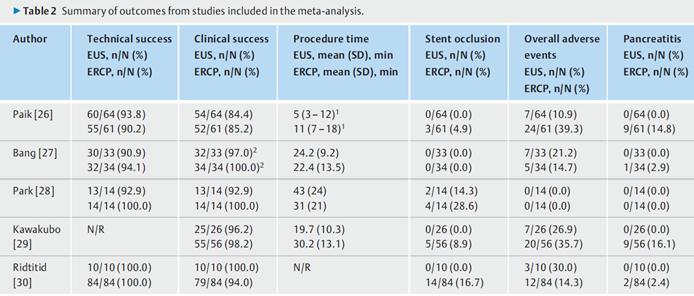 ▶ Table 2 Summary of outcomes from studies included in the meta-analysis.
Author Technical success Clinical success Procedure time Stent occlusion Overall adverse Pancreatitis
EUS, n/N (%) EUS, n/N (%) EUS, mean (SD), min EUS, n/N (%) events EUS, n/N (%)
ERCP, n/N (%) ERCP, n/N (%) ERCP, mean (SD), min ERCP, n/N (%) EUS, n/N (%) ERCP, n/N (%)
ERCP, n/N (%)
Paik [26] 60/64 (93.8) 54/64 (84.4) 5 (3–12)¹ 0/64 (0.0) 7/64 (10.9) 0/64 (0.0)
55/61 (90.2) 52/61 (85.2) 11 (7–18)¹ 3/61 (4.9) 24/61 (39.3) 9/61 (14.8)
Bang [27] 30/33 (90.9) 32/33 (97.0)² 24.2 (9.2) 0/33 (0.0) 7/33 (21.2) 0/33 (0.0)
32/34 (94.1) 34/34 (100.0)² 22.4 (13.5) 0/34 (0.0) 5/34 (14.7) 1/34 (2.9)
Park [28] 13/14 (92.9) 13/14 (92.9) 43 (24) 2/14 (14.3) 0/14 (0.0) 0/14 (0.0)
14/14 (100.0) 14/14 (100.0) 31 (21) 4/14 (28.6) 0/14 (0.0) 0/14 (0.0)
Kawakubo N/R 25/26 (96.2) 19.7 (10.3) 0/26 (0.0) 7/26 (26.9) 0/26 (0.0)
[29] 55/56 (98.2) 30.2 (13.1) 5/56 (8.9) 20/56 (35.7) 9/56 (16.1)
Ridtitid 10/10 (100.0) 10/10 (100.0) N/R 0/10 (0.0) 3/10 (30.0) 0/10 (0.0)
[30] 84/84 (100.0) 79/84 (94.0) 14/84 (16.7) 12/84 (14.3) 2/84 (2.4)